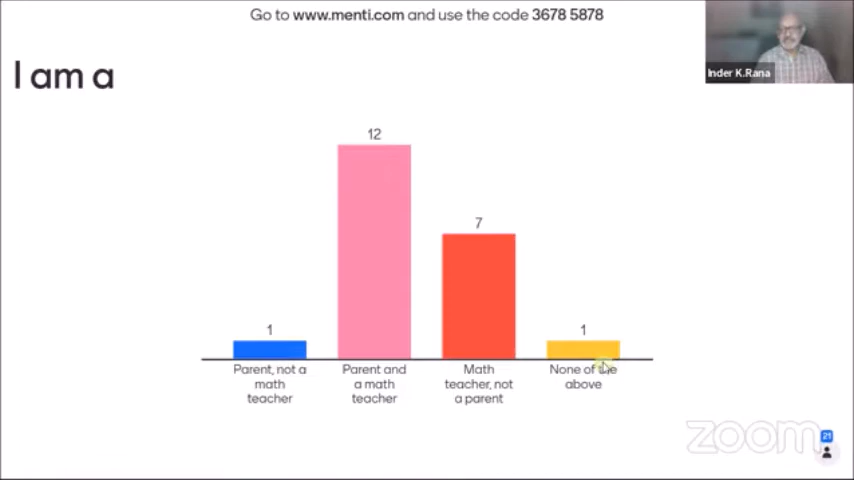 Go to www.menti.com and use the code 3678 5878
Inder K.Rana
I am a
12
7
1
1
Parent, not a
math
teacher
Parent and
a math
teacher
Math
teacher, not
a parent
None of the
above
zoom
21